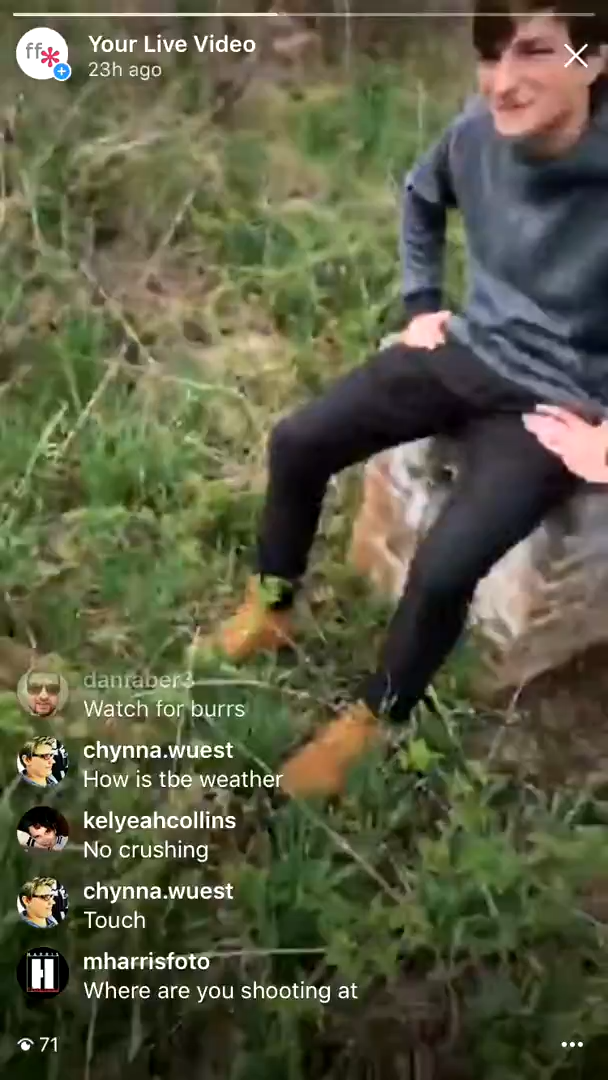 ff*
Your Live Video
23h ago
danraber3
Watch for burrs
chynna.wuest
How is tbe weather
kelyeahcollins
No crushing
chynna.wuest
Touch
HARRIS
H
mharrisfoto
Where are you shooting at
71